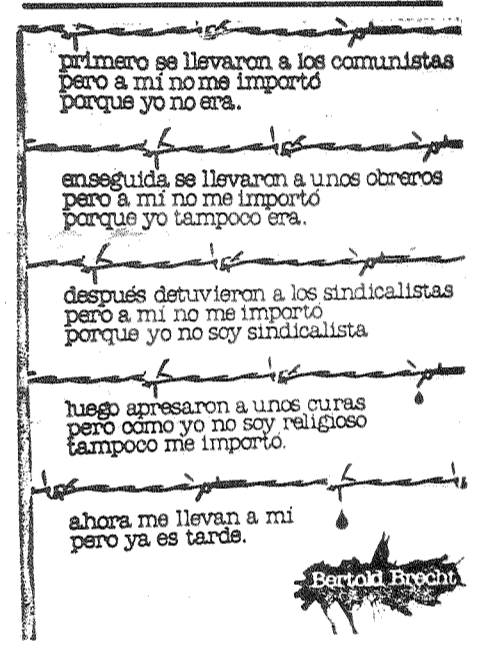 primero se llevaron a los comunistas
pero a mí no me importó
porque yo no era.
enseguida se llevaron a unos obreros
pero a mí no me importó
porque yo tampoco era.
después detuvieron a los sindicalistas
pero a mí no me importó
porque yo no soy sindicalista
luego apresaron a unos curas
pero como yo no soy religioso
tampoco me importó.
ahora me llevan a mí
pero ya es tarde.
Bertold Brecht